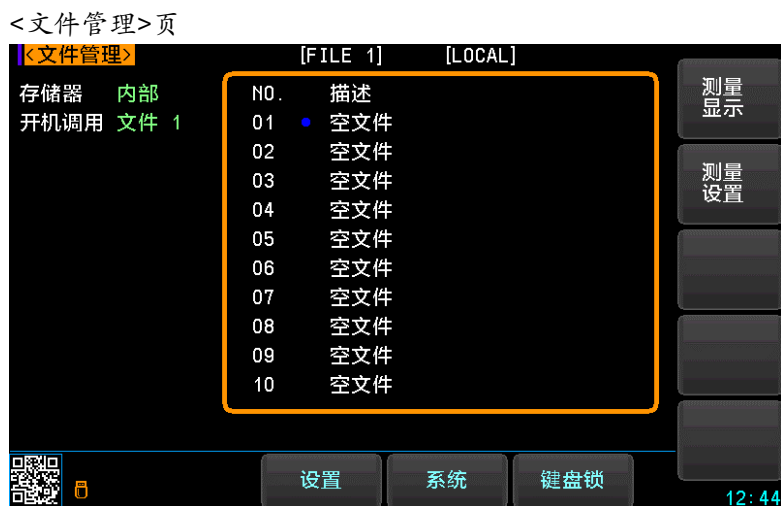 <文件管理>页
<文件管理> [FILE 1] [LOCAL]
存储器 内部
开机调用 文件 1
NO. 描述
01 空文件
02 空文件
03 空文件
04 空文件
05 空文件
06 空文件
07 空文件
08 空文件
09 空文件
10 空文件
测量
显示
测量
设置
设置 系统 键盘锁
12:44